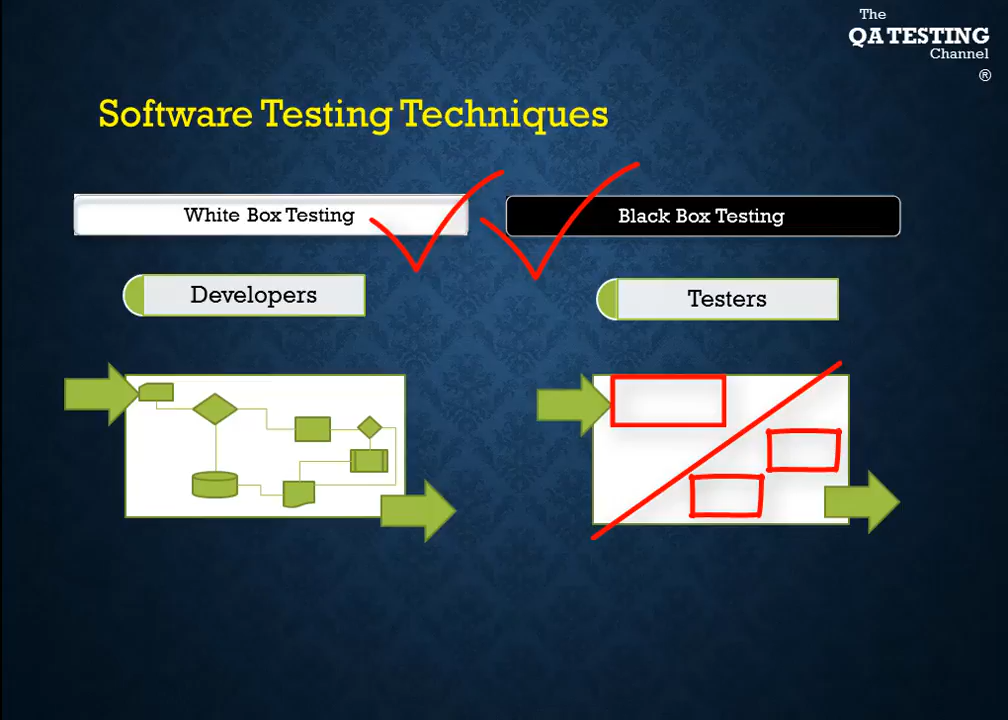 The
QA TESTING
Channel
®
Software Testing Techniques
White Box Testing
Black Box Testing
Developers
Testers